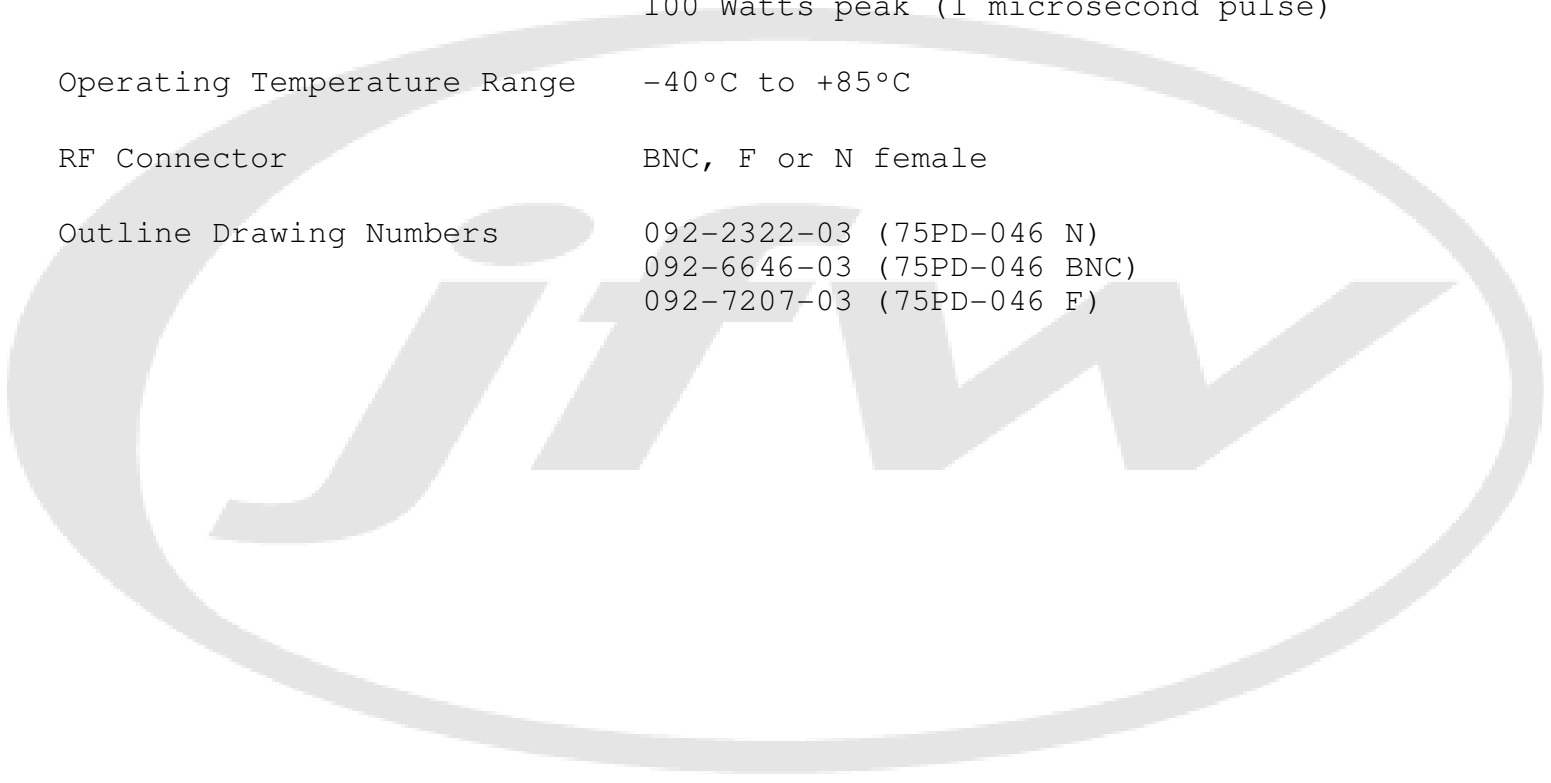 100 Watts peak (1 microsecond pulse)
Operating Temperature Range -40°C to +85°C
RF Connector BNC, F or N female
Outline Drawing Numbers 092-2322-03 (75PD-046 N)
092-6646-03 (75PD-046 BNC)
092-7207-03 (75PD-046 F)
jfw